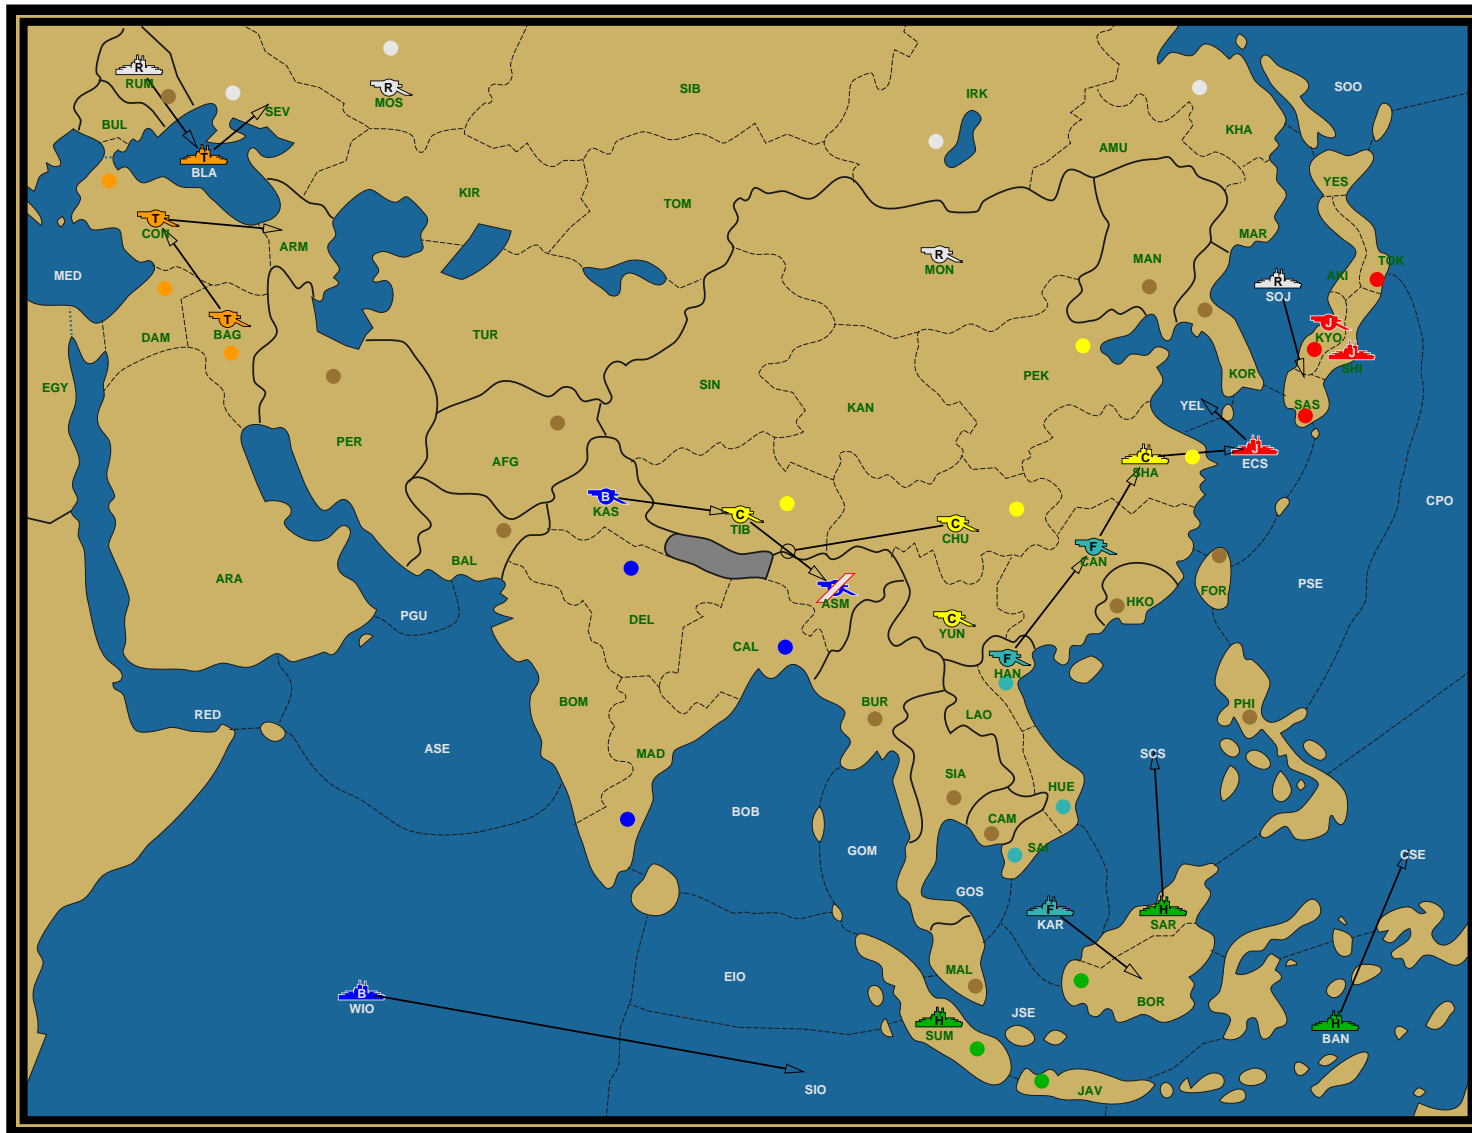 R
RUM
R
MOS
SIB
IRK
SOO
BUL
SEV
KHA
AMU
T
BLA
YES
KIR
TOM
T
CON
ARM
MAR
MED
R
MON
MAN
TOK
AKI
R
SOJ
T
BAG
DAM
TUR
J
KYO
J
SHI
EGY
SIN
PEK
KOR
KAN
YEL
SAS
PER
AFG
C
SHA
J
ECS
B
KAS
C
TIB
C
CHU
CPO
F
CAN
BAL
ARA
ASM
PSE
FOR
HKO
PGU
DEL
C
YUN
CAL
F
HAN
BOM
BUR
PHI
RED
LAO
ASE
MAD
SCS
SIA
HUE
BOB
CAM
GOM
SAI
CSE
GOS
F
KAR
H
SAR
EIO
MAL
B
WIO
BOR
JSE
H
SUM
H
BAN
SIO
JAV